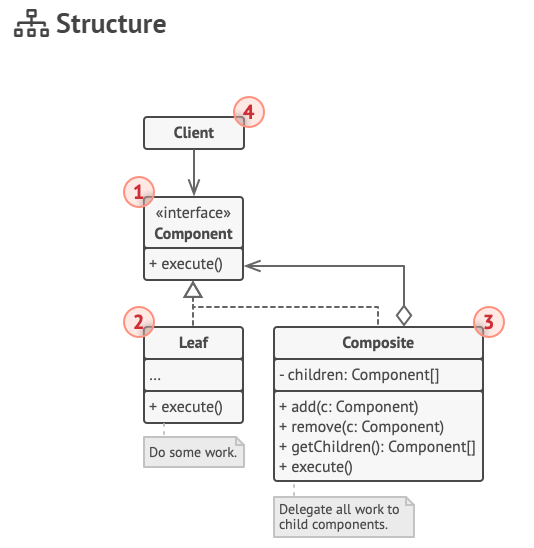 Structure
4
Client
1
«interface»
Component
+ execute()
2
Leaf
...
+ execute()
Do some work.
3
Composite
- children: Component[]
+ add(c: Component)
+ remove(c: Component)
+ getChildren(): Component[]
+ execute()
Delegate all work to
child components.